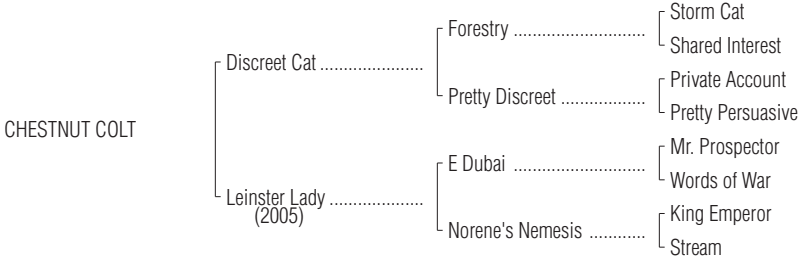 Storm Cat
Forestry ............................
Shared Interest
Discreet Cat ......................
Private Account
Pretty Discreet ..................
Pretty Persuasive
CHESTNUT COLT
Mr. Prospector
E Dubai ............................
Words of War
Leinster Lady ....................
(2005)
King Emperor
Norene's Nemesis ............
Stream